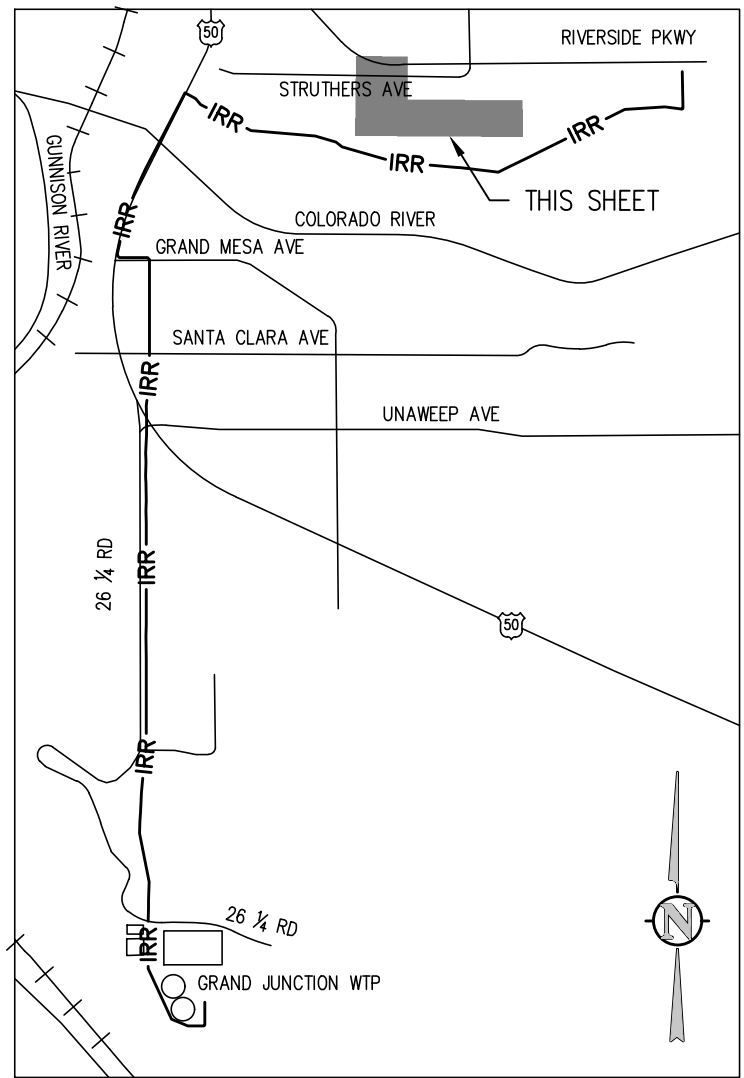 50
RIVERSIDE PKWY
STRUTHERS AVE
IRR
IRR
IRR
THIS SHEET
GUNNISON RIVER
IRR
COLORADO RIVER
GRAND MESA AVE
SANTA CLARA AVE
IRR
UNAWEEP AVE
26 ¼ RD
IRR
50
IRR
26 ¼ RD
N
IRR
GRAND JUNCTION WTP